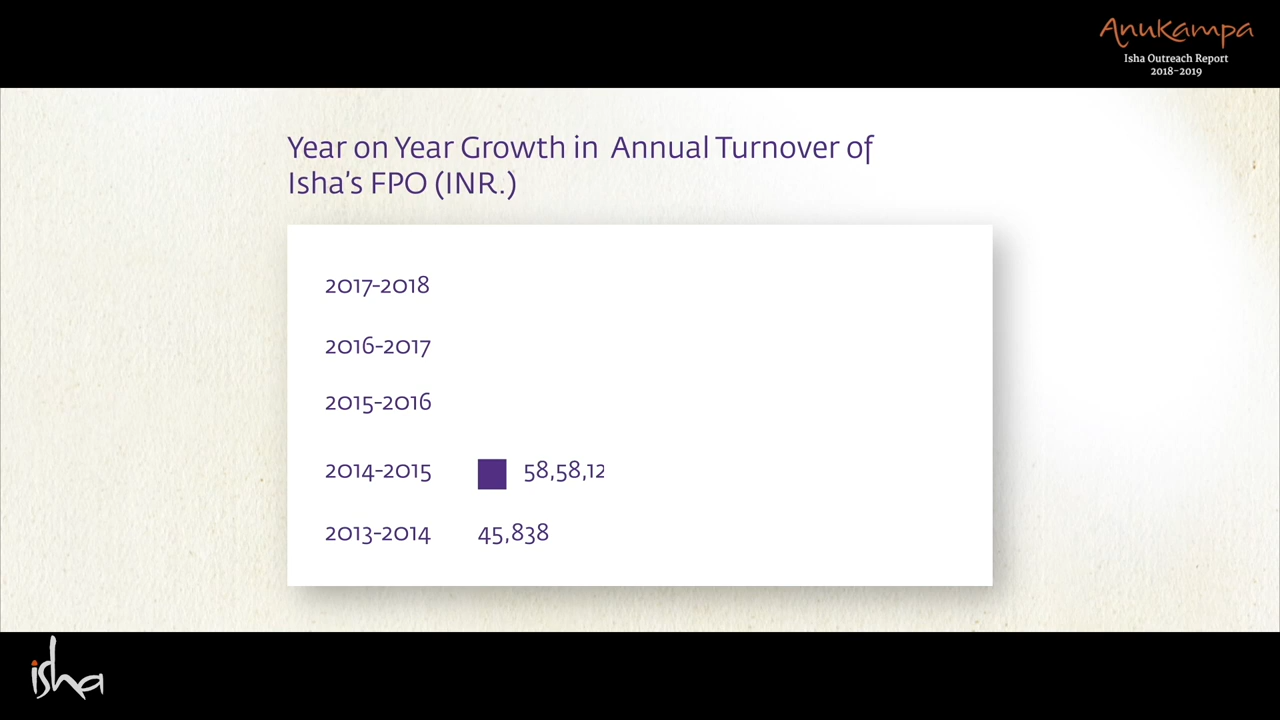 Anukampa
Isha Outreach Report
2018-2019
Year on Year Growth in Annual Turnover of
Isha's FPO (INR.)
2017-2018
2016-2017
2015-2016
2014-2015 58,58,12
2013-2014 45,838
isha